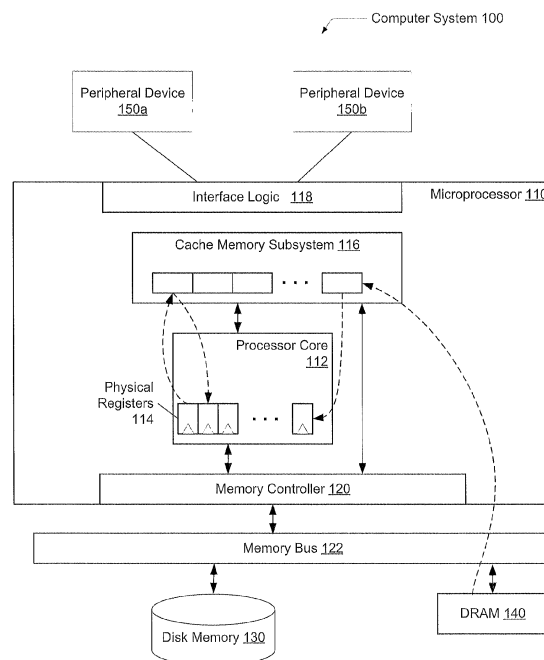 Computer System 100
Peripheral Device
150a
Peripheral Device
150b
Interface Logic 118
Microprocessor 110
Cache Memory Subsystem 116
Processor Core
112
Physical
Registers
114
Memory Controller 120
Memory Bus 122
Disk Memory 130
DRAM 140